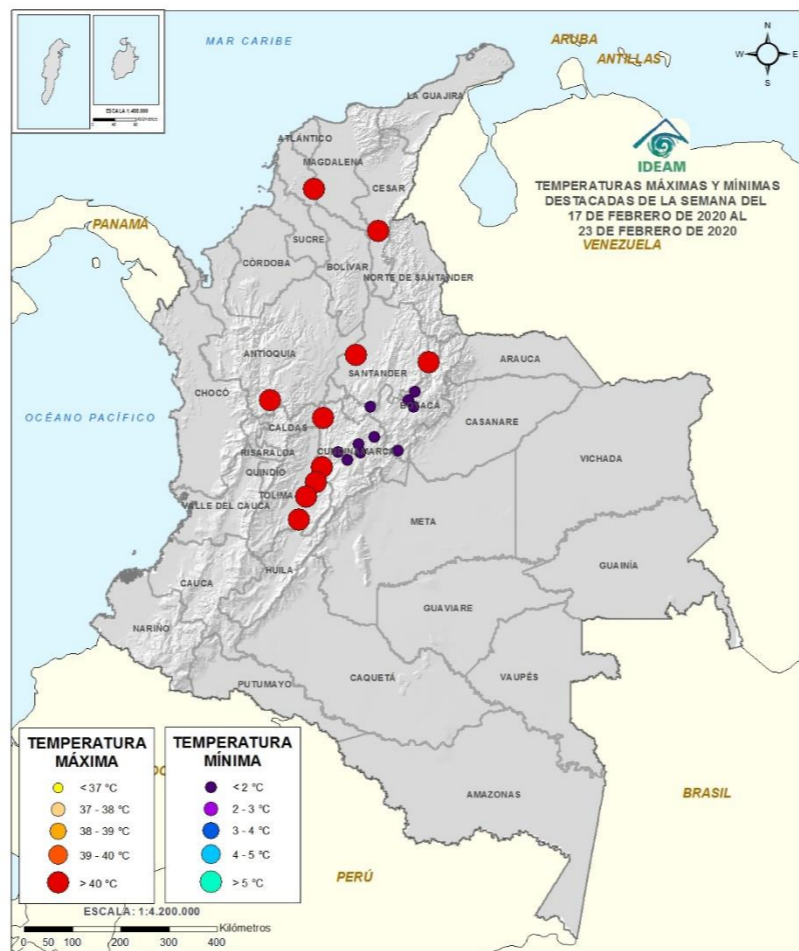 MAR CARIBE
ARUBA
ANTILLAS
N
W E
S
ESCALA 1:400.000
LA GUAJIRA
ATLÁNTICO
MAGDALENA
CESAR
IDEAM
TEMPERATURAS MÁXIMAS Y MÍNIMAS
DESTACADAS DE LA SEMANA DEL
17 DE FEBRERO DE 2020 AL
23 DE FEBRERO DE 2020
PANAMÁ
VENEZUELA
SUCRE
CÓRDOBA
BOLÍVAR
NORTE DE SANTANDER
ANTIOQUIA
SANTANDER
ARAUCA
CHOCÓ
BOYACÁ
OCÉANO PACÍFICO
CALDAS
CASANARE
RISARALDA
CUNDINAMARCA
VICHADA
QUINDÍO
TOLIMA
VALLE DEL CAUCA
META
HUILA
GUAINÍA
CAUCA
GUAVIARE
NARIÑO
CAQUETÁ
VAUPÉS
PUTUMAYO
AMAZONAS
BRASIL
PERÚ
TEMPERATURA
MÁXIMA
< 37 °C
37 - 38 °C
38 - 39 °C
39 - 40 °C
> 40 °C
TEMPERATURA
MÍNIMA
< 2 °C
2 - 3 °C
3 - 4 °C
4 - 5 °C
> 5 °C
ESCALA: 1:4.200.000
0 50 100 200 300 400 Kilómetros